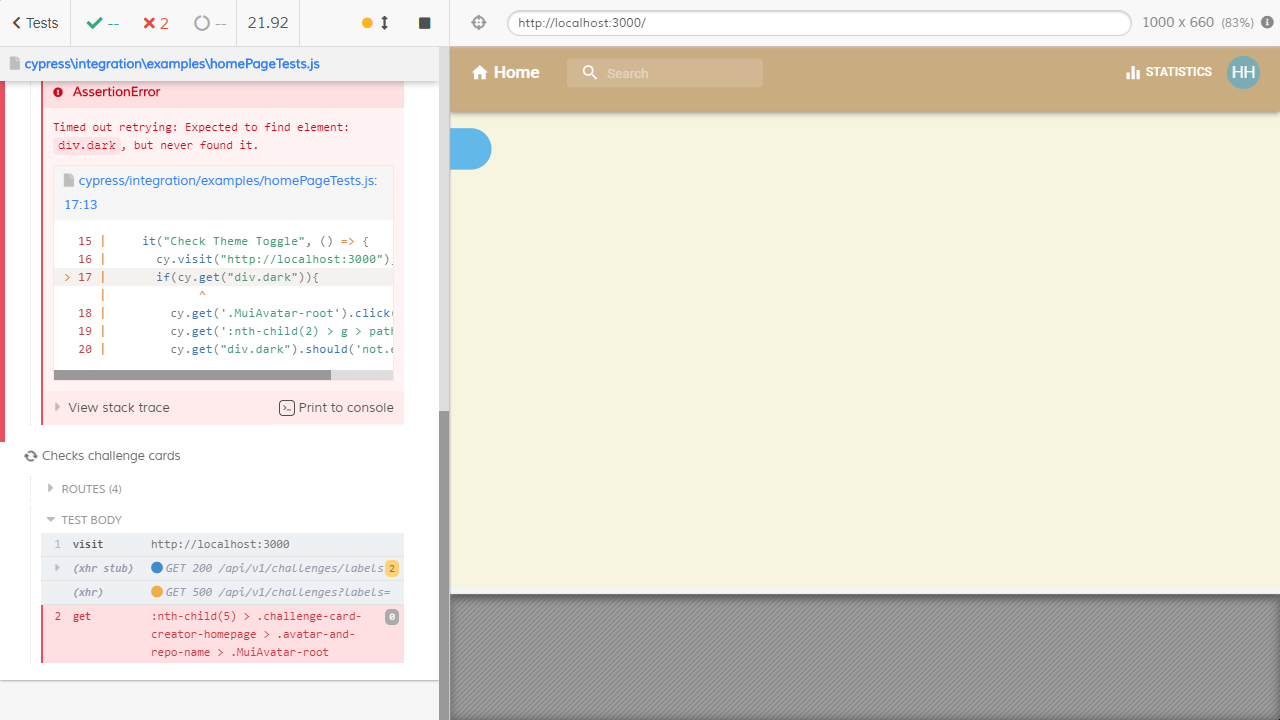 Tests
--
2
--
21.92
http://localhost:3000/
1000 x 660 (83%)
cypress\integration\examples\homePageTests.js
Home
Search
STATISTICS
HH
AssertionError
Timed out retrying: Expected to find element:
div.dark, but never found it.
cypress/integration/examples/homePageTests.js:
17:13
15 | it("Check Theme Toggle", () => {
16 | cy.visit("http://localhost:3000");
> 17 | if(cy.get("div.dark")){
| ^
18 | cy.get('.MuiAvatar-root').click(
19 | cy.get(':nth-child(2) > g > path
20 | cy.get("div.dark").should('not.e
View stack trace
Print to console
Checks challenge cards
ROUTES (4)
TEST BODY
1 visit http://localhost:3000
(xhr stub) GET 200 /api/v1/challenges/labels 2
(xhr) GET 500 /api/v1/challenges?labels=
2 get :nth-child(5) > .challenge-card- 0
creator-homepage > .avatar-and-
repo-name > .MuiAvatar-root